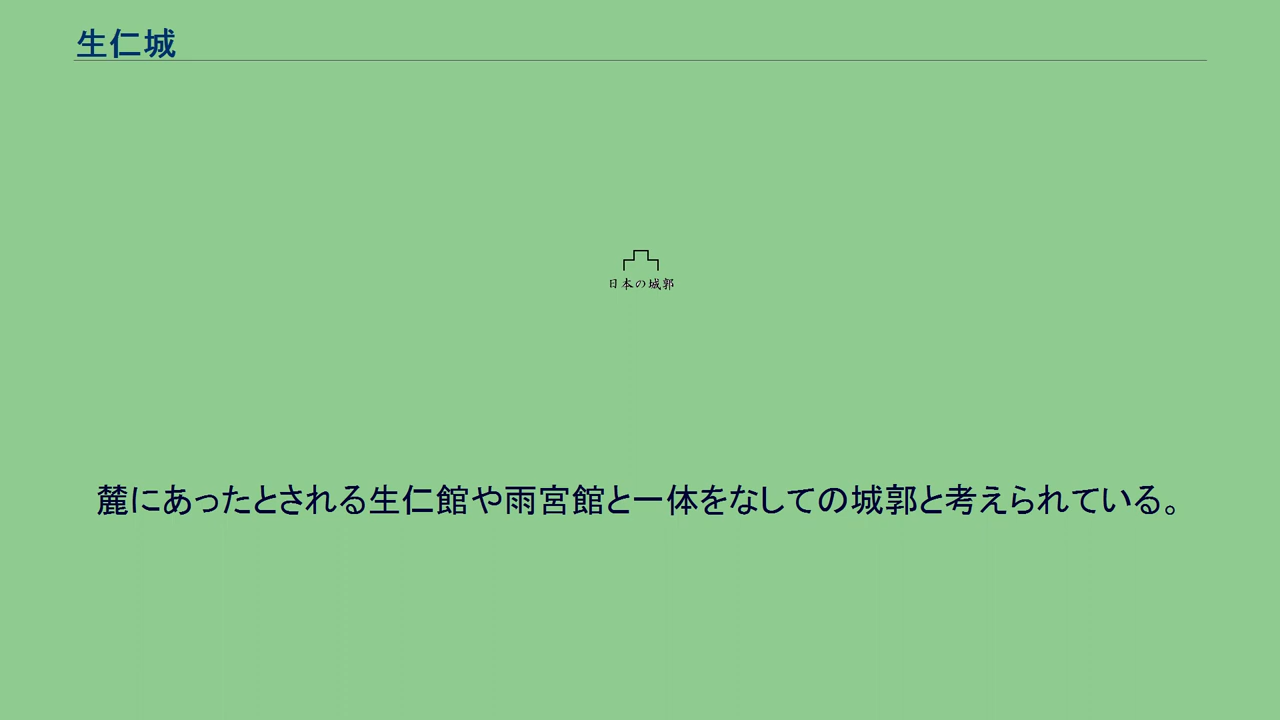 生仁城
日本の城郭
麓にあったとされる生仁館や雨宮館と一体をなしての城郭と考えられている。